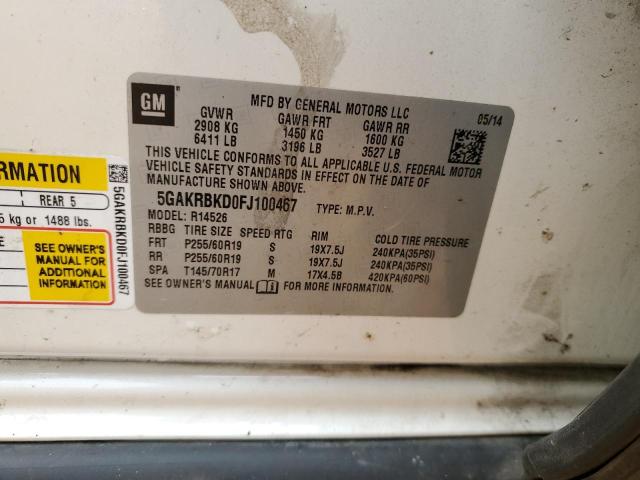 GM
MFD BY GENERAL MOTORS LLC
05/14
GVWR GAWR FRT GAWR RR
2908 KG 1450 KG 1600 KG
6411 LB 3196 LB 3527 LB
THIS VEHICLE CONFORMS TO ALL APPLICABLE U.S. FEDERAL MOTOR
VEHICLE SAFETY STANDARDS IN EFFECT ON THE DATE OF
MANUFACTURE SHOWN ABOVE.
5GAKRBKD0FJ100467 TYPE: M.P.V.
MODEL: R14526
RBBG TIRE SIZE SPEED RTG RIM COLD TIRE PRESSURE
FRT P255/60R19 S 19X7.5J 240KPA(35PSI)
RR P255/60R19 S 19X7.5J 240KPA(35PSI)
SPA T145/70R17 M 17X4.5B 420KPA(60PSI)
SEE OWNER'S MANUAL FOR MORE INFORMATION.
REAR 5
kg or 1488 lbs.
SEE OWNER'S
MANUAL FOR
ADDITIONAL
INFORMATION
5GAKRBKD0FJ100467